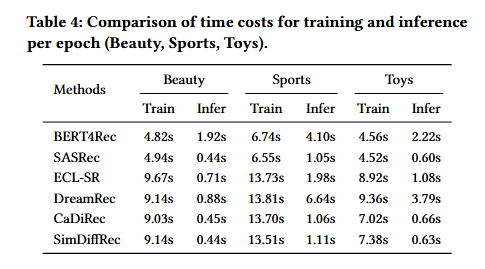 Table 4: Comparison of time costs for training and inference
per epoch (Beauty, Sports, Toys).
Methods Beauty Sports Toys
Train Infer Train Infer Train Infer
BERT4Rec 4.82s 1.92s 6.74s 4.10s 4.56s 2.22s
SASRec 4.94s 0.44s 6.55s 1.05s 4.52s 0.60s
ECL-SR 9.67s 0.71s 13.73s 1.98s 8.92s 1.08s
DreamRec 9.14s 0.88s 13.81s 6.64s 9.36s 3.79s
CaDiRec 9.03s 0.45s 13.70s 1.06s 7.02s 0.66s
SimDiffRec 9.14s 0.44s 13.51s 1.11s 7.38s 0.63s